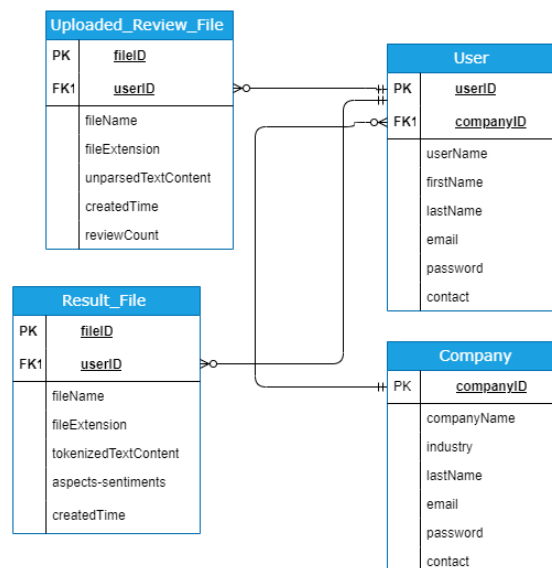 Uploaded_Review_File
PK fileID
FK1 userID
fileName
fileExtension
unparsedTextContent
createdTime
reviewCount
User
PK userID
FK1 companyID
userName
firstName
lastName
email
password
contact
Result_File
PK fileID
FK1 userID
fileName
fileExtension
tokenizedTextContent
aspects-sentiments
createdTime
Company
PK companyID
companyName
industry
lastName
email
password
contact